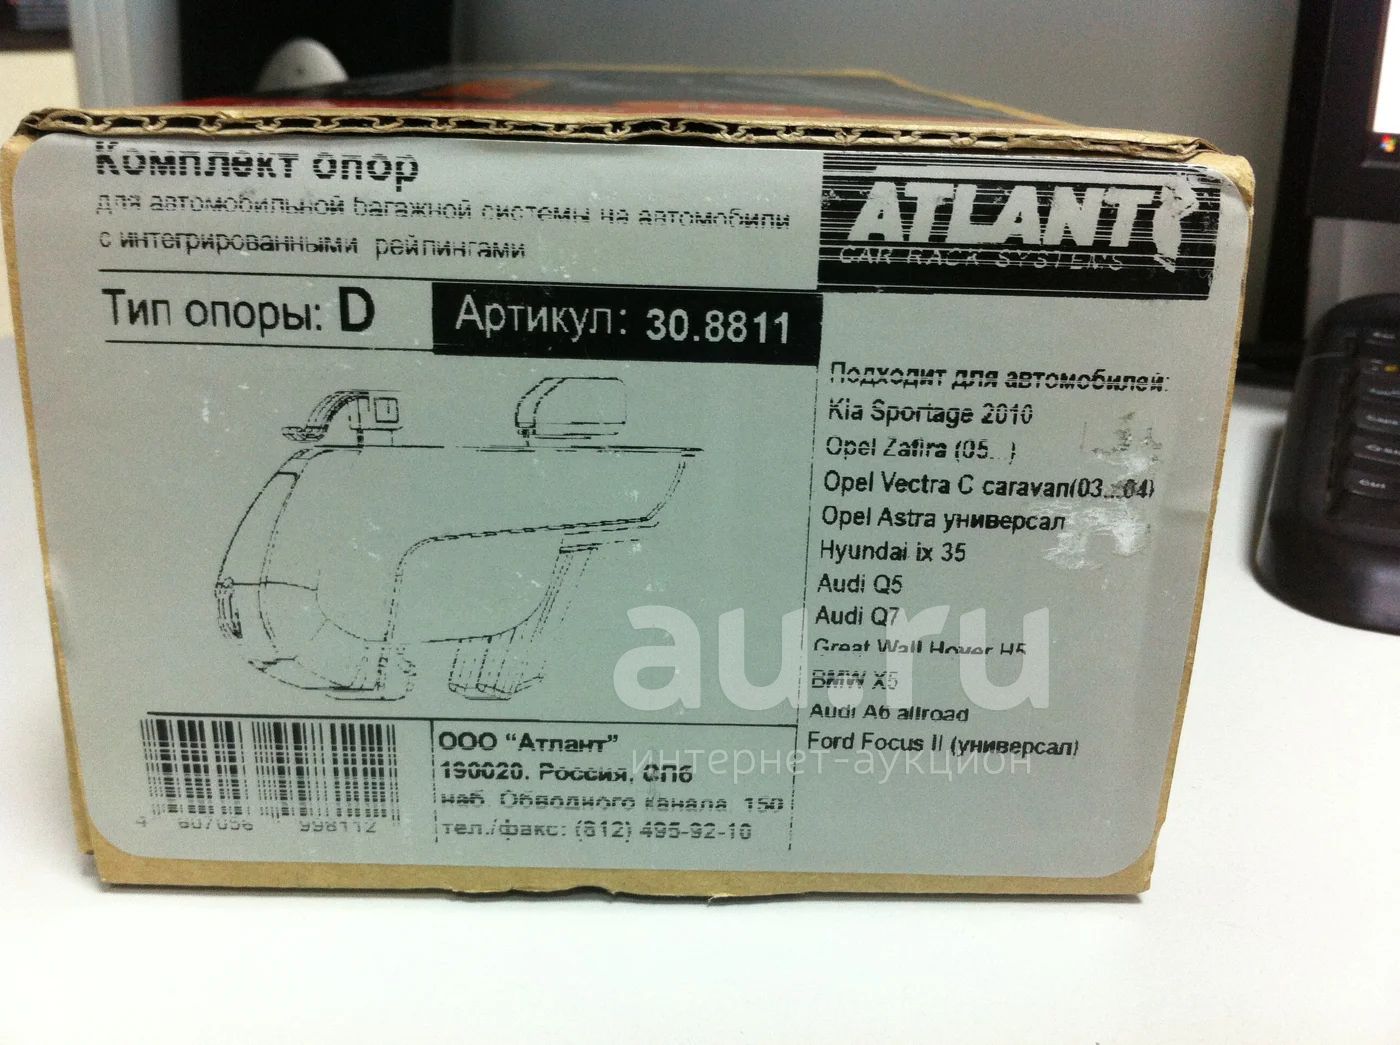 Комплект опор
для автомобильной багажной системы на автомобили
с интегрированными рейлингами
ATLANT
CAR RACK SYSTEMS
Тип опоры: D
Артикул: 30.8811
Подходит для автомобилей:
Kia Sportage 2010
Opel Zafira (05...)
Opel Vectra C caravan(03...04)
Opel Astra универсал
Hyundai ix 35
Audi Q5
Audi Q7
Great Wall Hover H5
BMW X5
Audi A6 allroad
Ford Focus II (универсал)
ООО “Атлант”
190020, Россия, СПб
наб. Обводного канала, 150
тел./факс: (812) 495-92-10
4 607056 998112
au.ru
интернет-аукцион